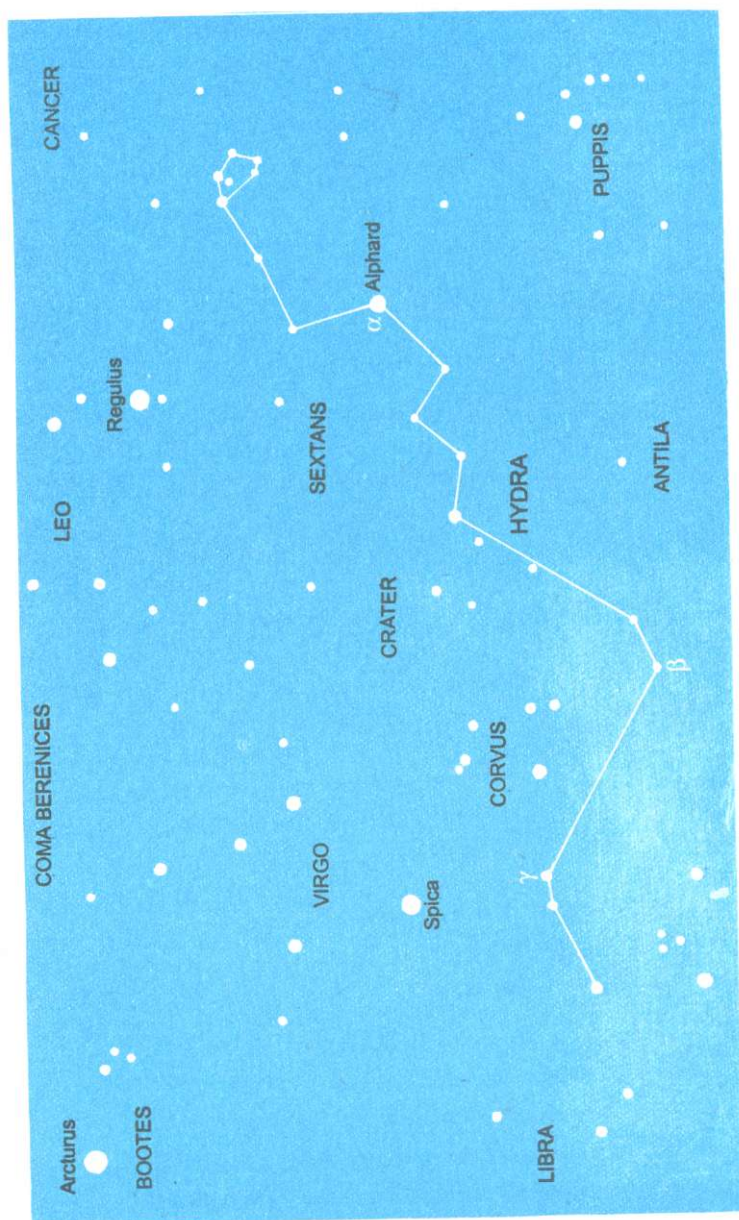 Arcturus
COMA BERENICES
LEO
CANCER
BOOTES
Regulus
VIRGO
SEXTANS
α
Alphard
Spica
CRATER
CORVUS
HYDRA
γ
LIBRA
PUPPIS
ANTILA
β